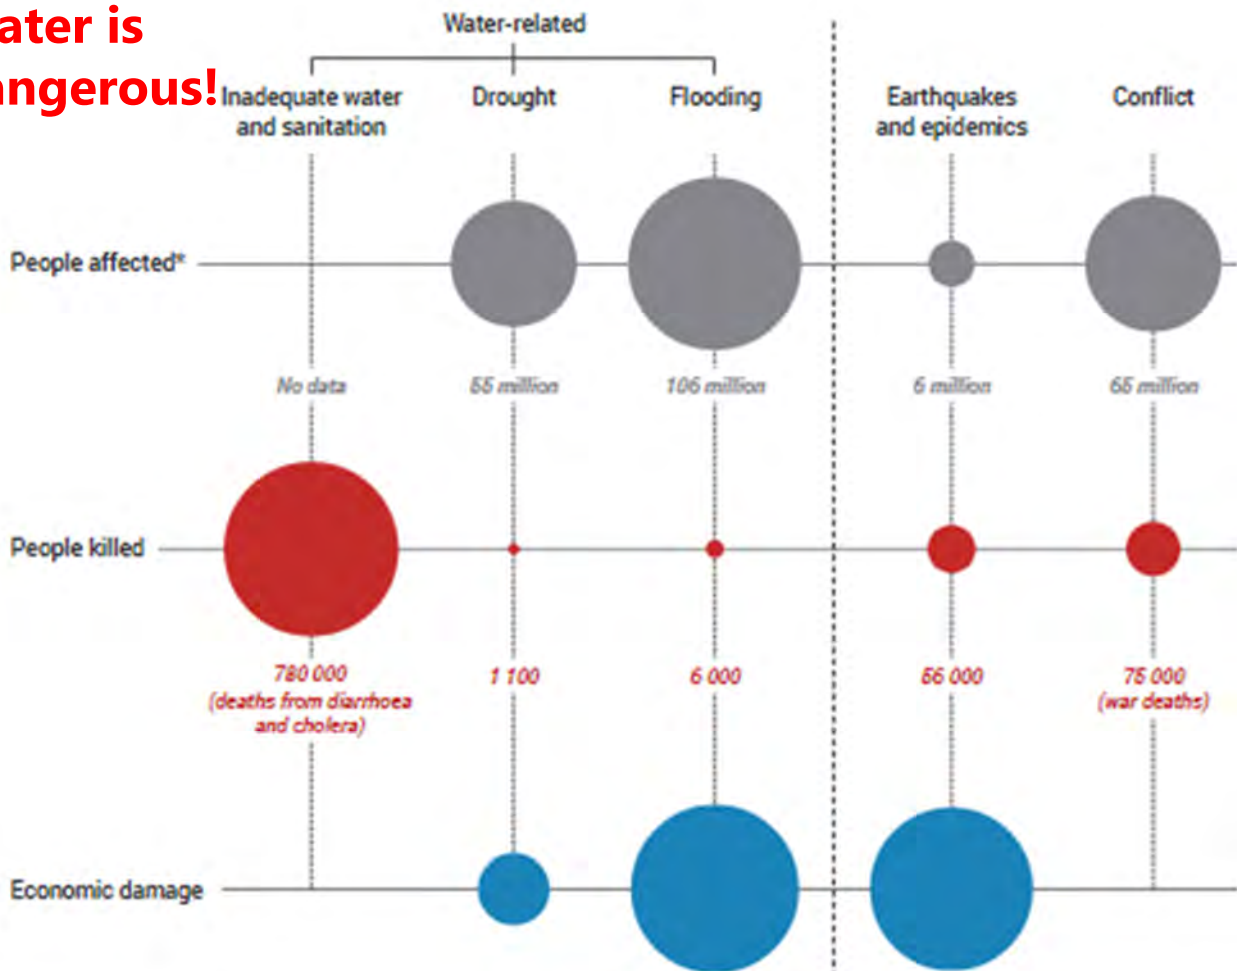 ater is
angerous!
Water-related
Inadequate water
and sanitation
Drought
Flooding
Earthquakes
and epidemics
Conflict
People affected*
No data
55 million
106 million
6 million
65 million
People killed
780 000
(deaths from diarrhoea
and cholera)
1 100
6 000
56 000
75 000
(war deaths)
Economic damage